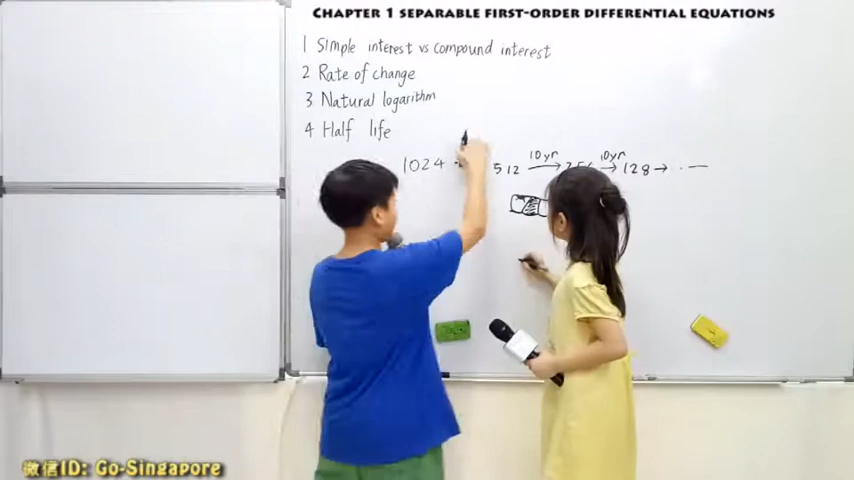 CHAPTER 1 SEPARABLE FIRST-ORDER DIFFERENTIAL EQUATIONS
1 Simple interest vs compound interest
2 Rate of change
3 Natural logarithm
4 Half life
10yr 10yr
1024 512 → → 128 → . —
微信ID: Go-Singapore